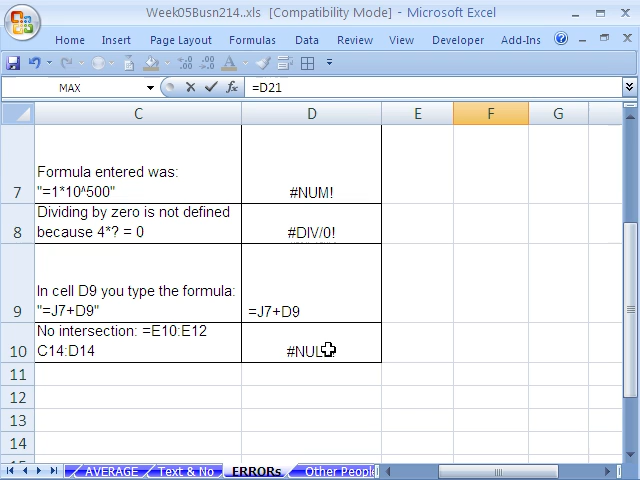 Week05Busn214..xls [Compatibility Mode] - Microsoft Excel
Home Insert Page Layout Formulas Data Review View Developer Add-Ins
MAX =D21
C D E F G
7 Formula entered was:
"=1*10^500" #NUM!
8 Dividing by zero is not defined
because 4*? = 0 #DIV/0!
9 In cell D9 you type the formula:
"=J7+D9" =J7+D9
10 No intersection: =E10:E12
C14:D14 #NUL
11
12
13
14
15
AVERAGE Text & No ERRORs Other People